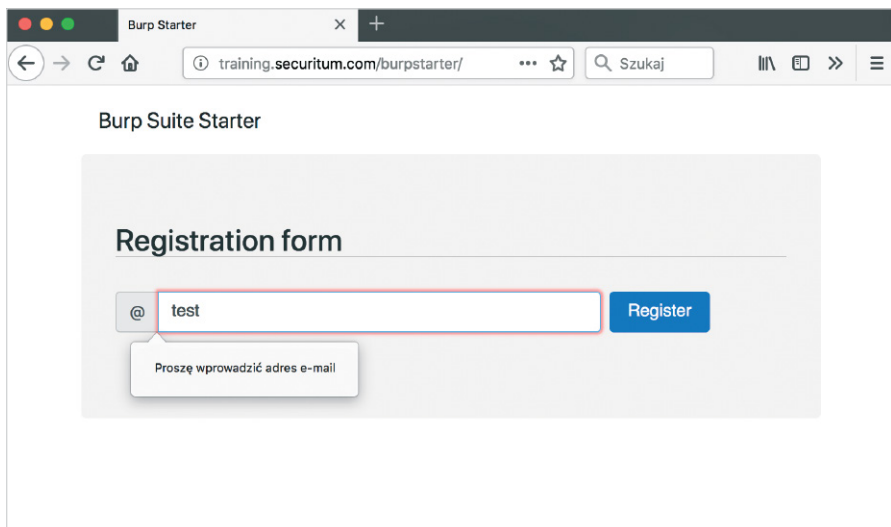 Burp Starter
training.securitum.com/burpstarter/
Szukaj
Burp Suite Starter
Registration form
@ test
Register
Proszę wprowadzić adres e-mail